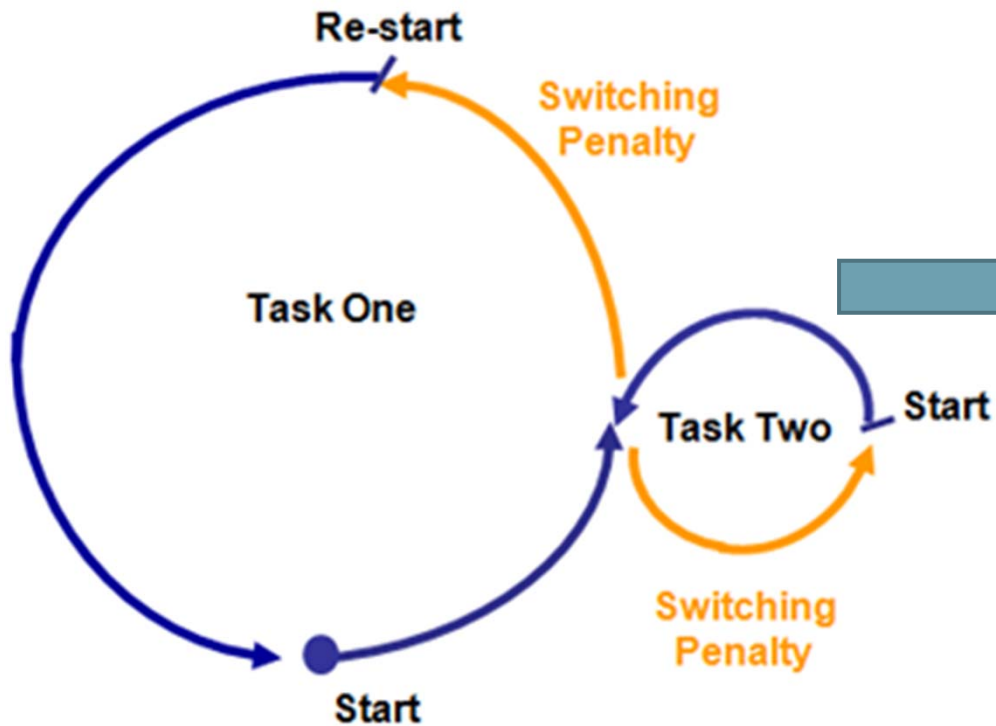 Re-start
Switching
Penalty
Task One
Task Two
Start
Switching
Penalty
Start